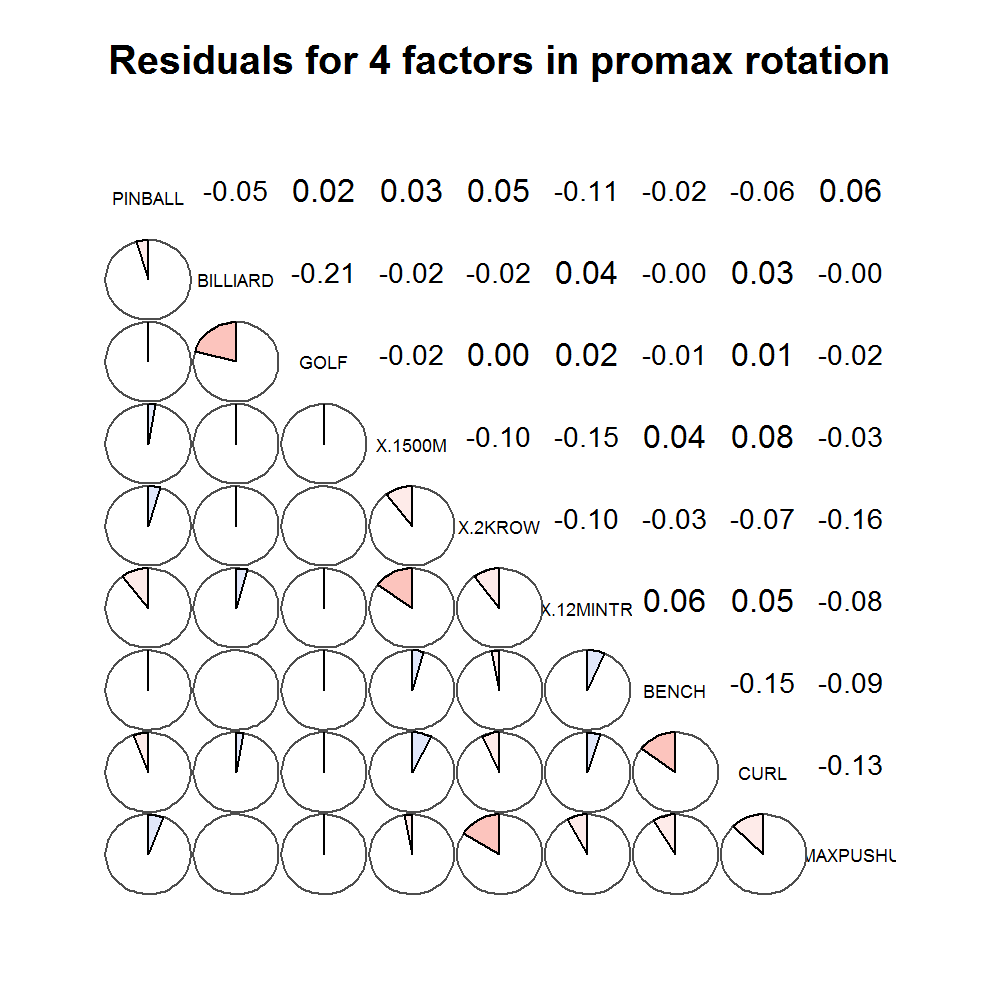 Residuals for 4 factors in promax rotation
PINBALL -0.05 0.02 0.03 0.05 -0.11 -0.02 -0.06 0.06
BILLIARD -0.21 -0.02 -0.02 0.04 -0.00 0.03 -0.00
GOLF -0.02 0.00 0.02 -0.01 0.01 -0.02
X.1500M -0.10 -0.15 0.04 0.08 -0.03
X.2KROW -0.10 -0.03 -0.07 -0.16
X.12MINTR 0.06 0.05 -0.08
BENCH -0.15 -0.09
CURL -0.13
MAXPUSHU